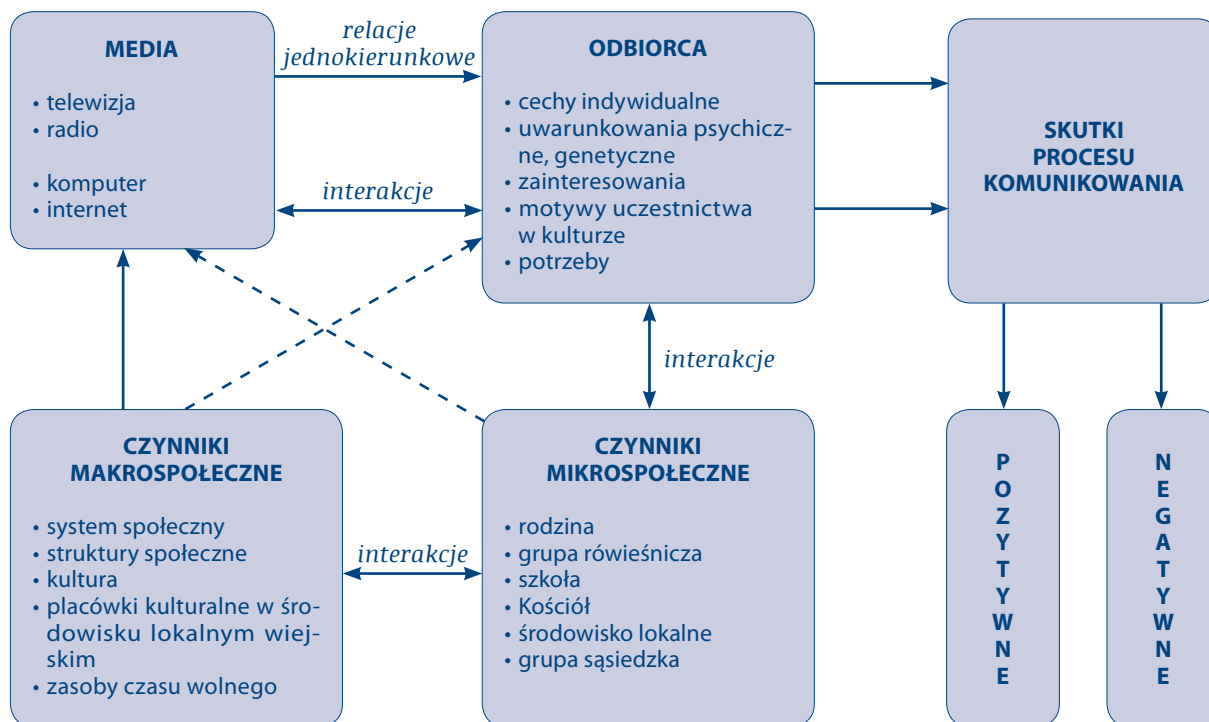 MEDIA
• telewizja
• radio
• komputer
• internet
relacje
jednokierunkowe
interakcje
ODBIORCA
• cechy indywidualne
• uwarunkowania psychicz-
ne, genetyczne
• zainteresowania
• motywy uczestnictwa
w kulturze
• potrzeby
SKUTKI
PROCESU
KOMUNIKOWANIA
interakcje
CZYNNIKI
MAKROSPOŁECZNE
• system społeczny
• struktury społeczne
• kultura
• placówki kulturalne w śro-
dowisku lokalnym wiej-
skim
• zasoby czasu wolnego
interakcje
CZYNNIKI
MIKROSPOŁECZNE
• rodzina
• grupa rówieśnicza
• szkoła
• Kościół
• środowisko lokalne
• grupa sąsiedzka
P
O
Z
Y
T
Y
W
N
E
N
E
G
A
T
Y
W
N
E